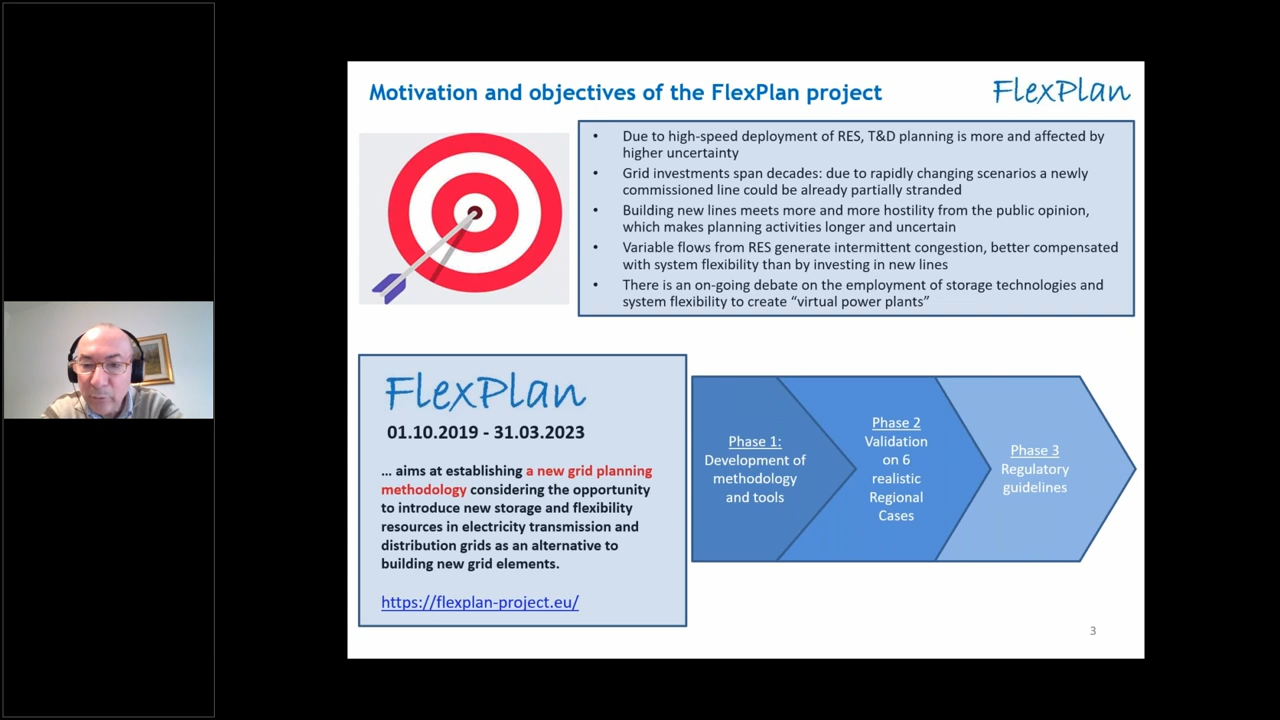 Motivation and objectives of the FlexPlan project
FlexPlan
• Due to high-speed deployment of RES, T&D planning is more and affected by
higher uncertainty
• Grid investments span decades: due to rapidly changing scenarios a newly
commissioned line could be already partially stranded
• Building new lines meets more and more hostility from the public opinion,
which makes planning activities longer and uncertain
• Variable flows from RES generate intermittent congestion, better compensated
with system flexibility than by investing in new lines
• There is an on-going debate on the employment of storage technologies and
system flexibility to create “virtual power plants”
FlexPlan
01.10.2019 - 31.03.2023
... aims at establishing a new grid planning
methodology considering the opportunity
to introduce new storage and flexibility
resources in electricity transmission and
distribution grids as an alternative to
building new grid elements.
https://flexplan-project.eu/
Phase 1:
Development of
methodology
and tools
Phase 2
Validation
on 6
realistic
Regional
Cases
Phase 3
Regulatory
guidelines
3